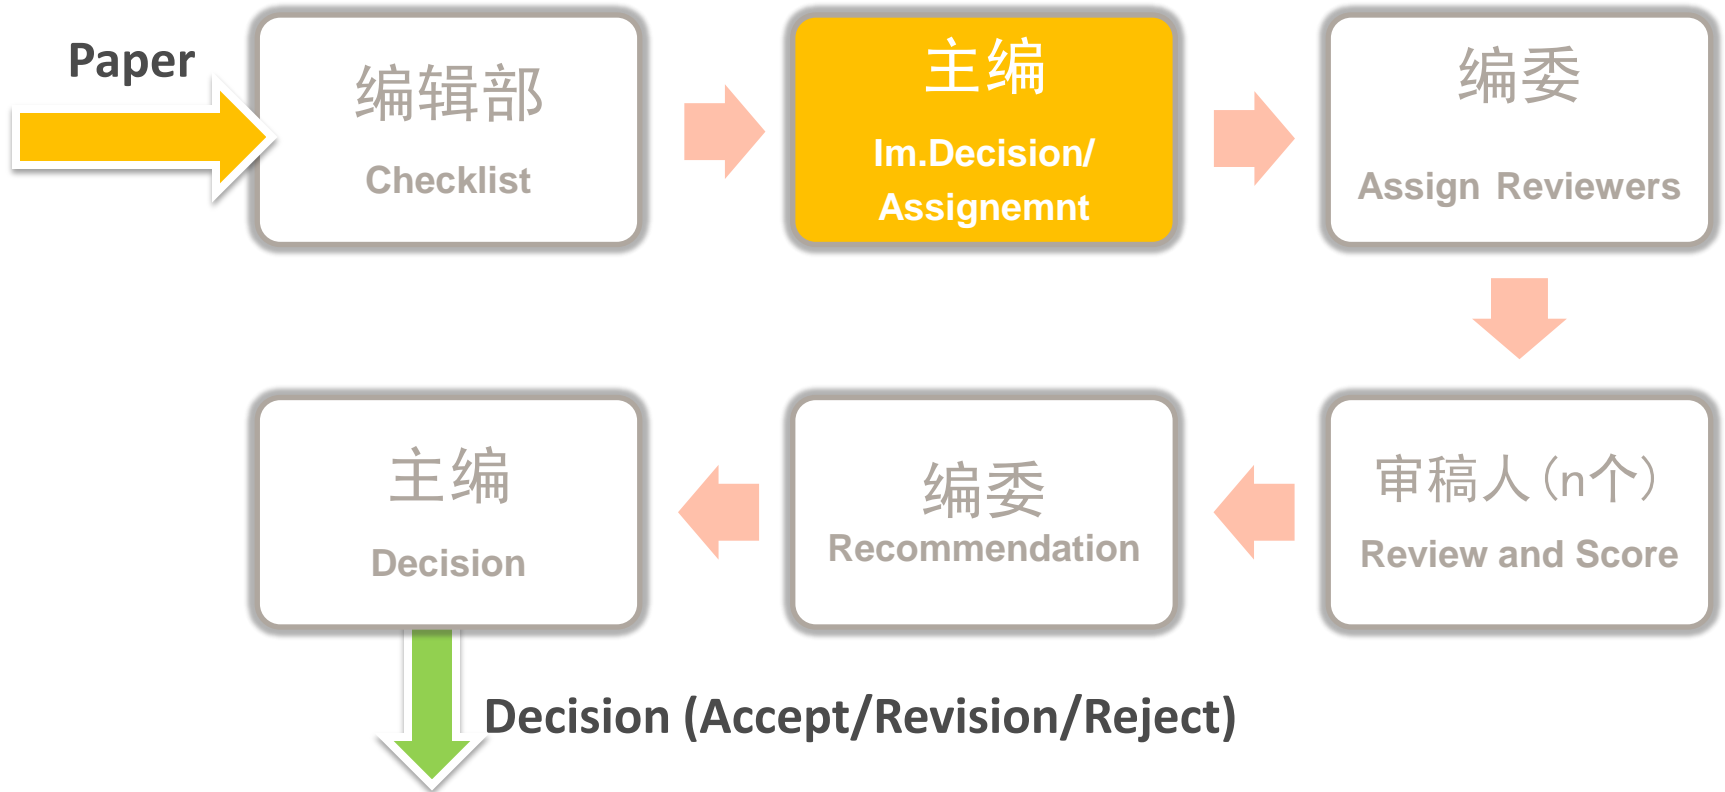 Paper
编辑部
Checklist
主编
Im.Decision/
Assignemnt
编委
Assign Reviewers
审稿人(n个)
Review and Score
编委
Recommendation
主编
Decision
Decision (Accept/Revision/Reject)